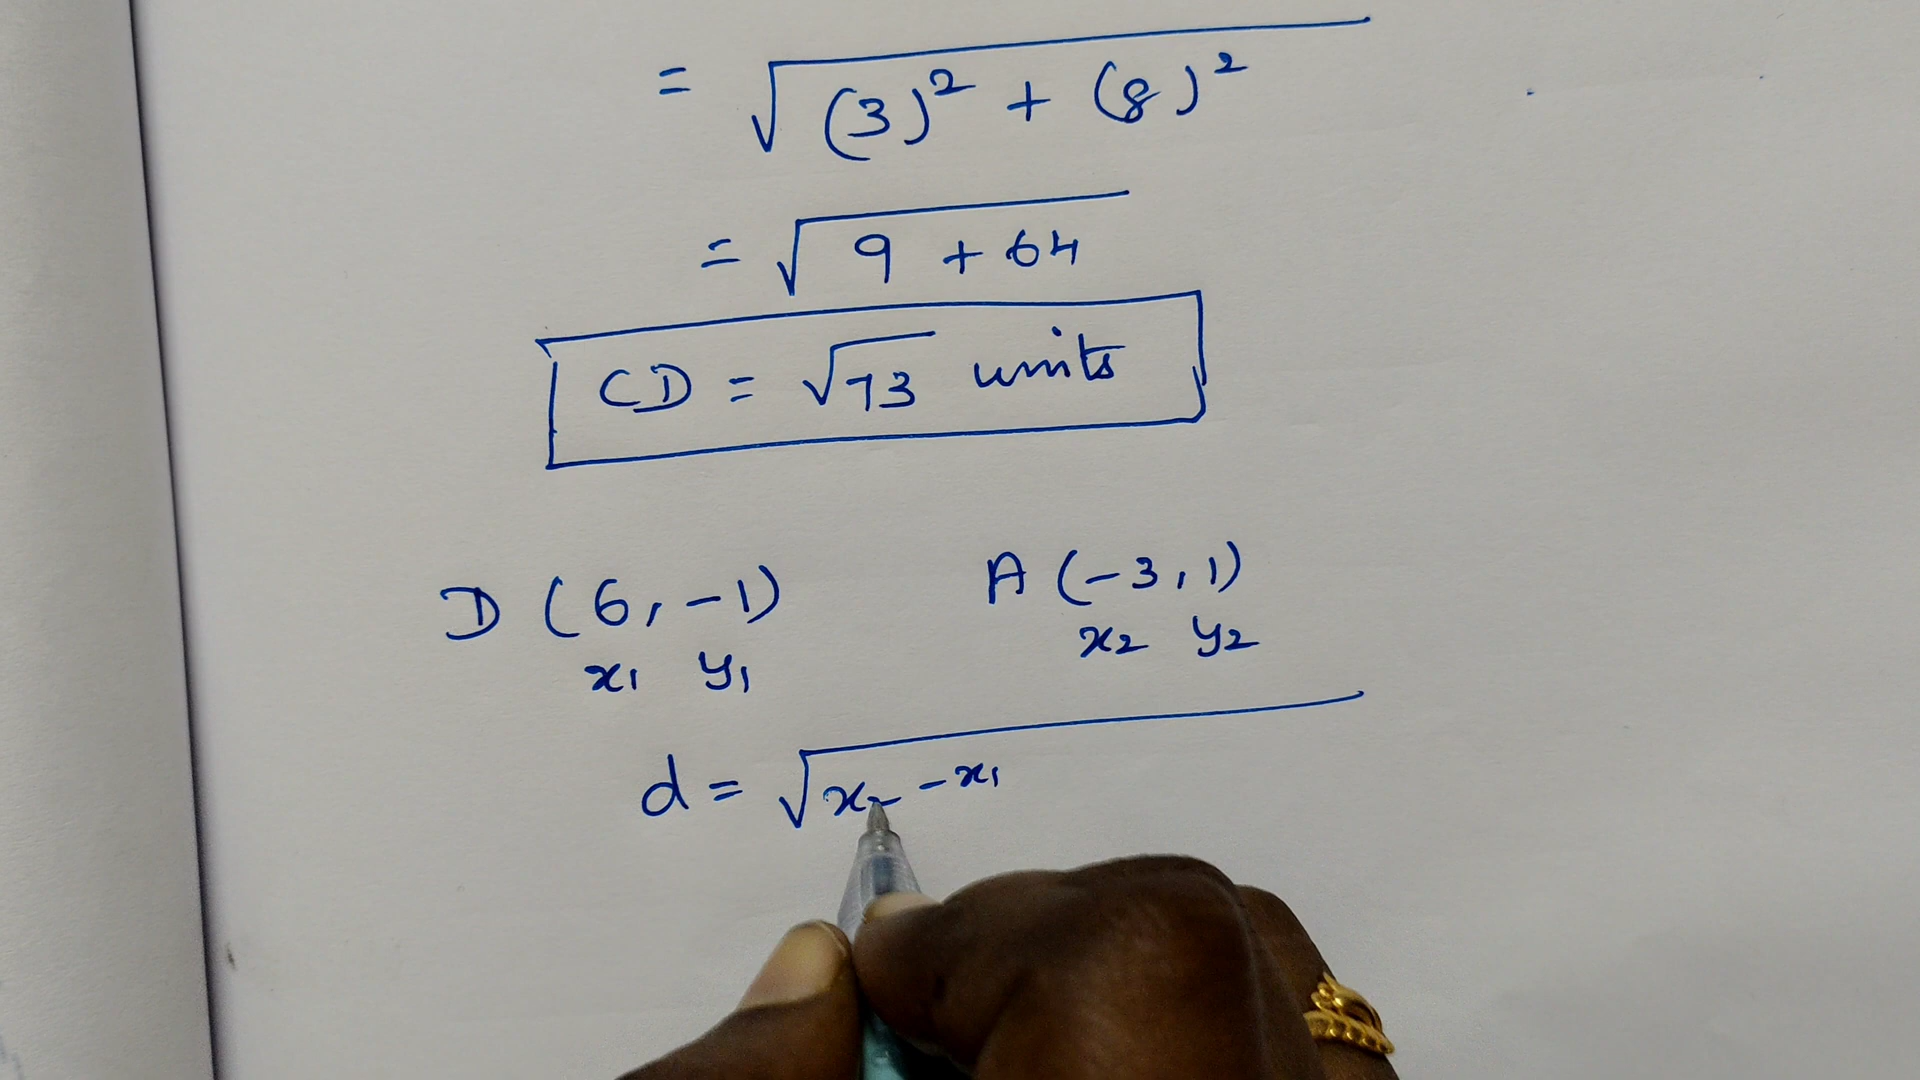 = √(3)² + (8)²
= √9 + 64
CD = √73 units
D (6, -1) A (-3, 1)
x₁ y₁ x₂ y₂
d = √x₂ - x₁